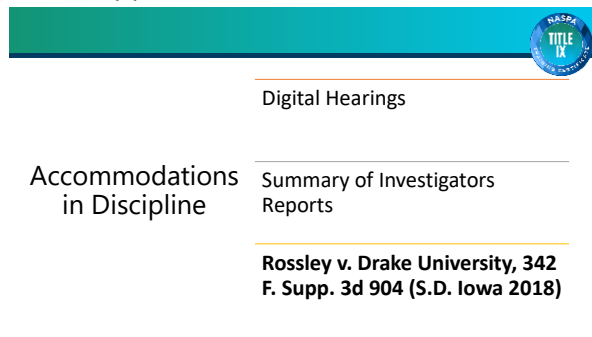 NASPA
TITLE
IX
Accommodations
in Discipline
Digital Hearings
Summary of Investigators
Reports
Rossley v. Drake University, 342
F. Supp. 3d 904 (S.D. Iowa 2018)